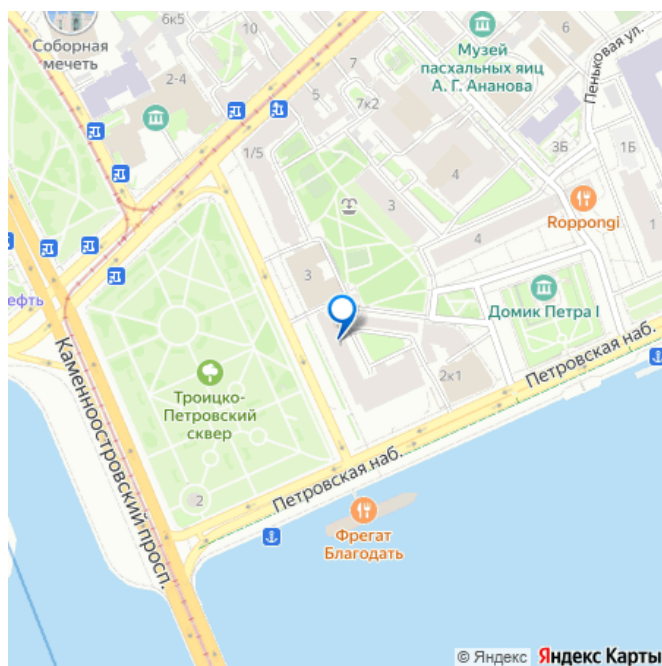 6к5
10
Соборная
мечеть
2-4
7
5
7к2
Музей
пасхальных яиц
А. Г. Ананова
Пеньковая ул.
1/5
3Б
1Б
4
3
Roppongi
4
1
3
Домик Петра I
ефть
Каменноостровский просп.
Троицко-
Петровский
сквер
2к1
Петровская наб.
Петровская наб.
2
Фрегат
Благодать
© Яндекс Яндекс Карты